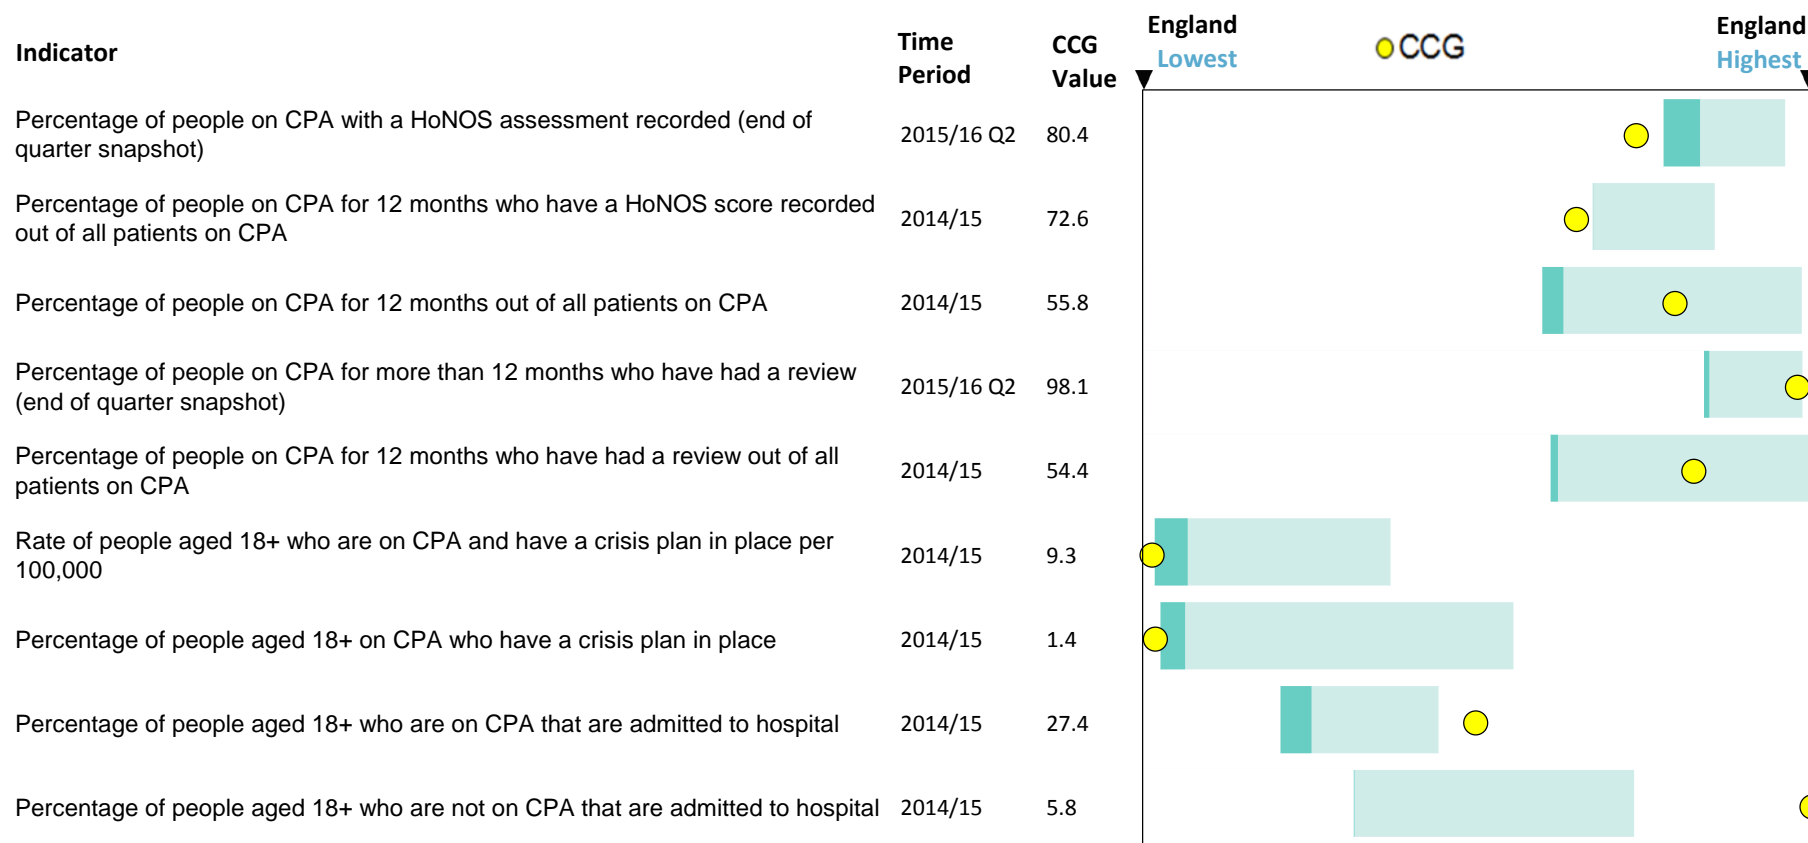 Indicator
Time Period
CCG Value
England Lowest
CCG
England Highest
Percentage of people on CPA with a HoNOS assessment recorded (end of
quarter snapshot)
2015/16 Q2 80.4
Percentage of people on CPA for 12 months who have a HoNOS score recorded
out of all patients on CPA
2014/15 72.6
Percentage of people on CPA for 12 months out of all patients on CPA
2014/15 55.8
Percentage of people on CPA for more than 12 months who have had a review
(end of quarter snapshot)
2015/16 Q2 98.1
Percentage of people on CPA for 12 months who have had a review out of all
patients on CPA
2014/15 54.4
Rate of people aged 18+ who are on CPA and have a crisis plan in place per
100,000
2014/15 9.3
Percentage of people aged 18+ on CPA who have a crisis plan in place
2014/15 1.4
Percentage of people aged 18+ who are on CPA that are admitted to hospital
2014/15 27.4
Percentage of people aged 18+ who are not on CPA that are admitted to hospital
2014/15 5.8